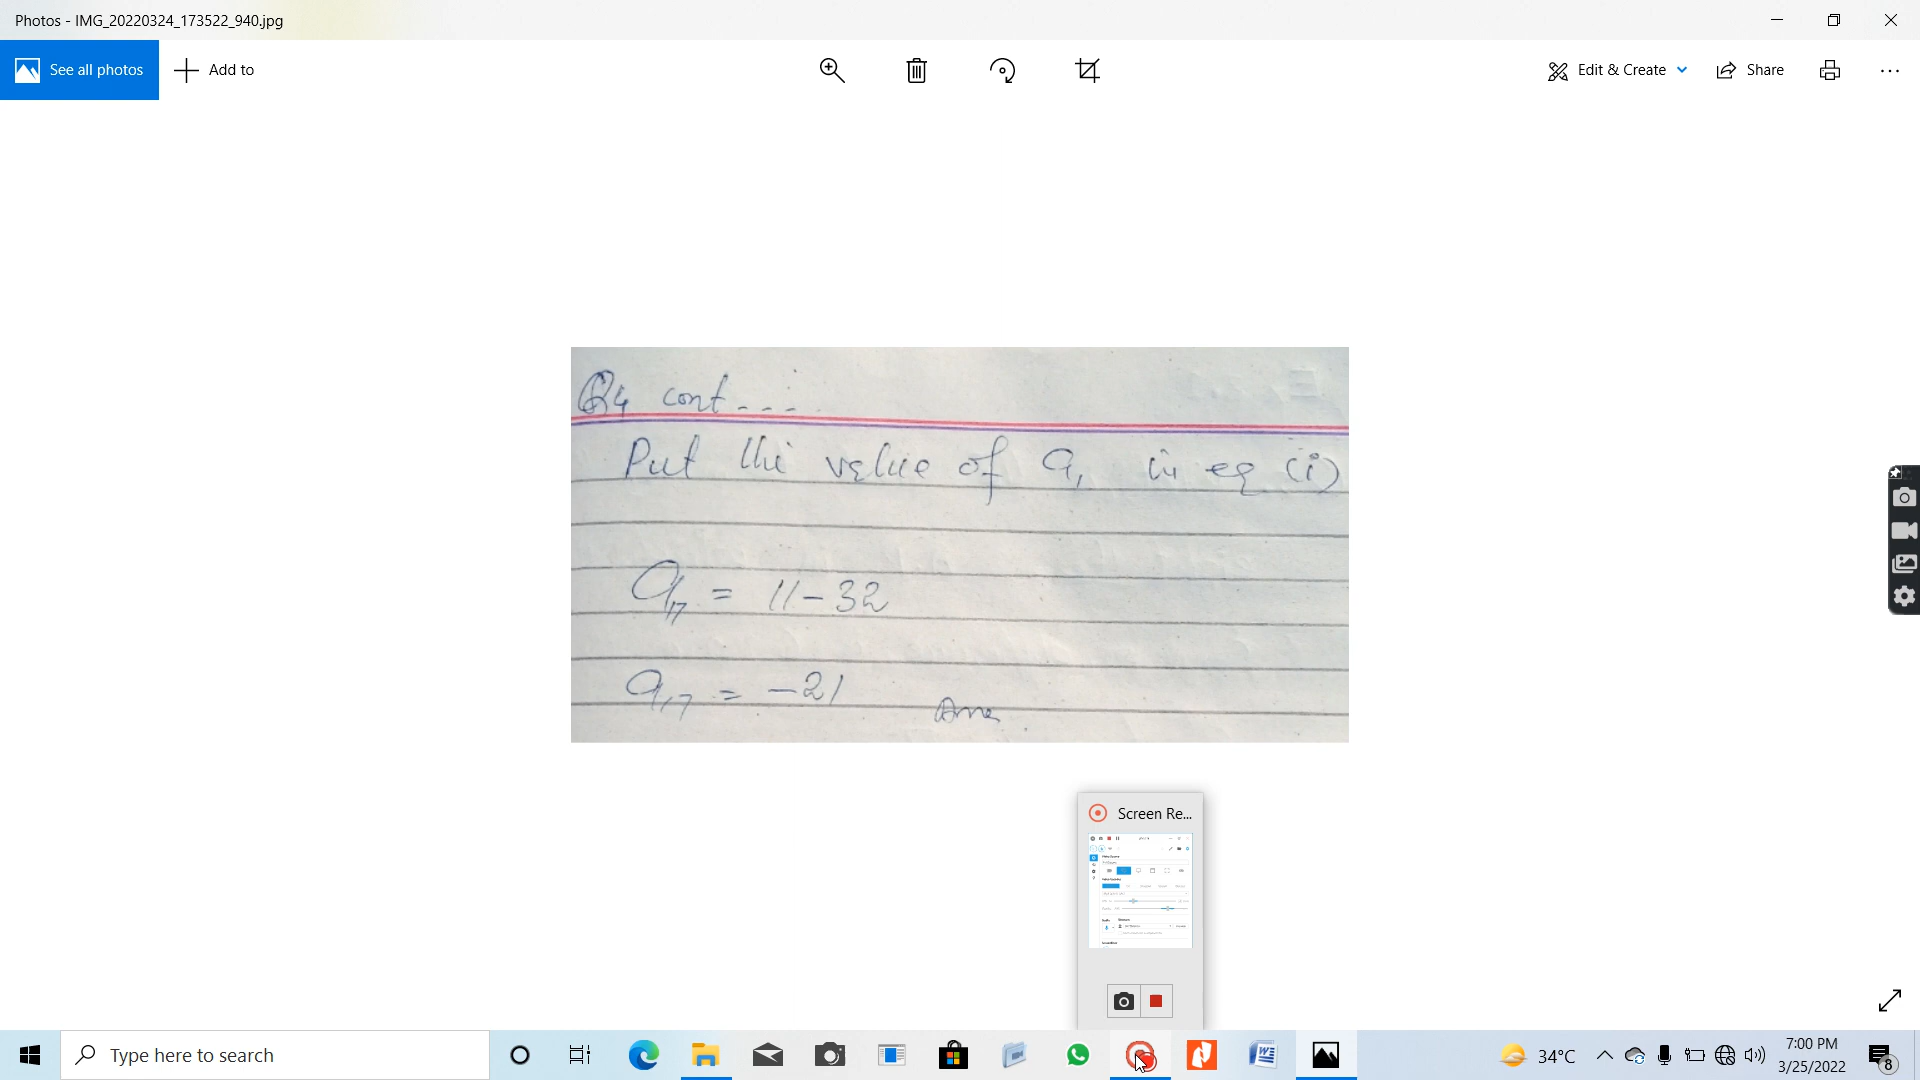 Photos - IMG_20220324_173522_940.jpg
See all photos
Add to
Edit & Create
Share
Q4 cont ----
Put the value of a₁ in eq (i)
a₁₇ = 11-32
a₁₇ = -21
Ans
Screen Re...
Type here to search
34°C
7:00 PM
3/25/2022
8